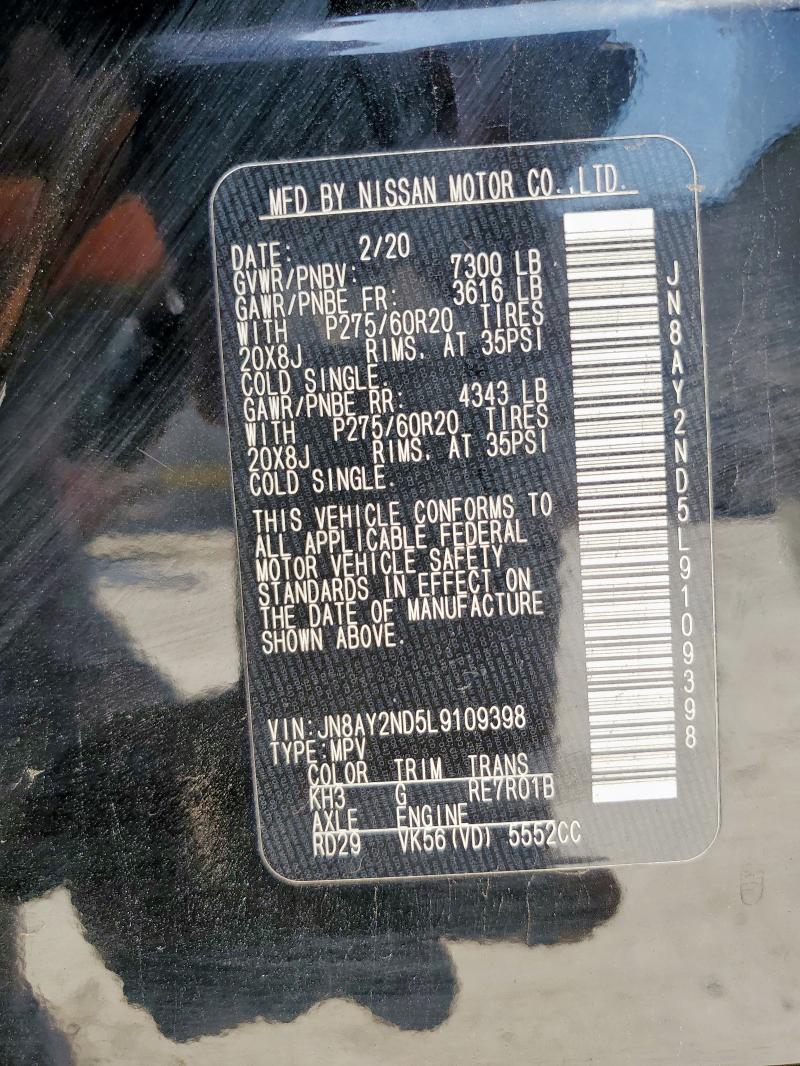 MFD BY NISSAN MOTOR CO.,LTD.
DATE: 2/20
GVWR/PNBV: 7300 LB
GAWR/PNBE FR: 3616 LB
WITH P275/60R20 TIRES
20X8J RIMS. AT 35PSI
COLD SINGLE.
GAWR/PNBE RR: 4343 LB
WITH P275/60R20 TIRES
20X8J RIMS. AT 35PSI
COLD SINGLE.
THIS VEHICLE CONFORMS TO
ALL APPLICABLE FEDERAL
MOTOR VEHICLE SAFETY
STANDARDS IN EFFECT ON
THE DATE OF MANUFACTURE
SHOWN ABOVE.
VIN:JN8AY2ND5L9109398
TYPE:MPV
COLOR TRIM TRANS
KH3 G RE7R01B
AXLE ENGINE
RD29 VK56(VD) 5552CC
JN8AY2ND5L9109398